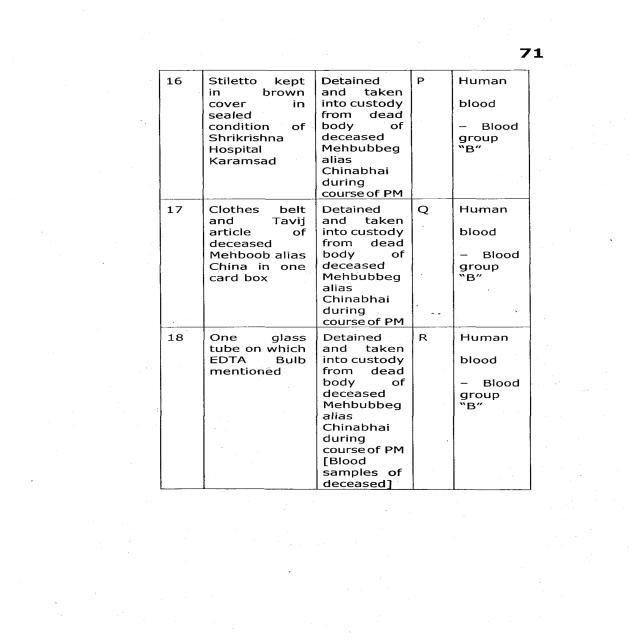 71
16
Stiletto kept
in brown
cover in
sealed
condition of
Shrikrishna
Hospital
Karamsad
Detained
and taken
into custody
from dead
body of
deceased
Mehbubbeg
alias
Chinabhai
during
course of PM
P
Human
blood
– Blood
group
"B"
17
Clothes belt
and Tavij
article of
deceased
Mehboob alias
China in one
card box
Detained
and taken
into custody
from dead
body of
deceased
Mehbubbeg
alias
Chinabhai
during
course of PM
Q
Human
blood
– Blood
group
"B"
18
One glass
tube on which
EDTA Bulb
mentioned
Detained
and taken
into custody
from dead
body of
deceased
Mehbubbeg
alias
Chinabhai
during
course of PM
[Blood
samples of
deceased]
R
Human
blood
– Blood
group
"B"